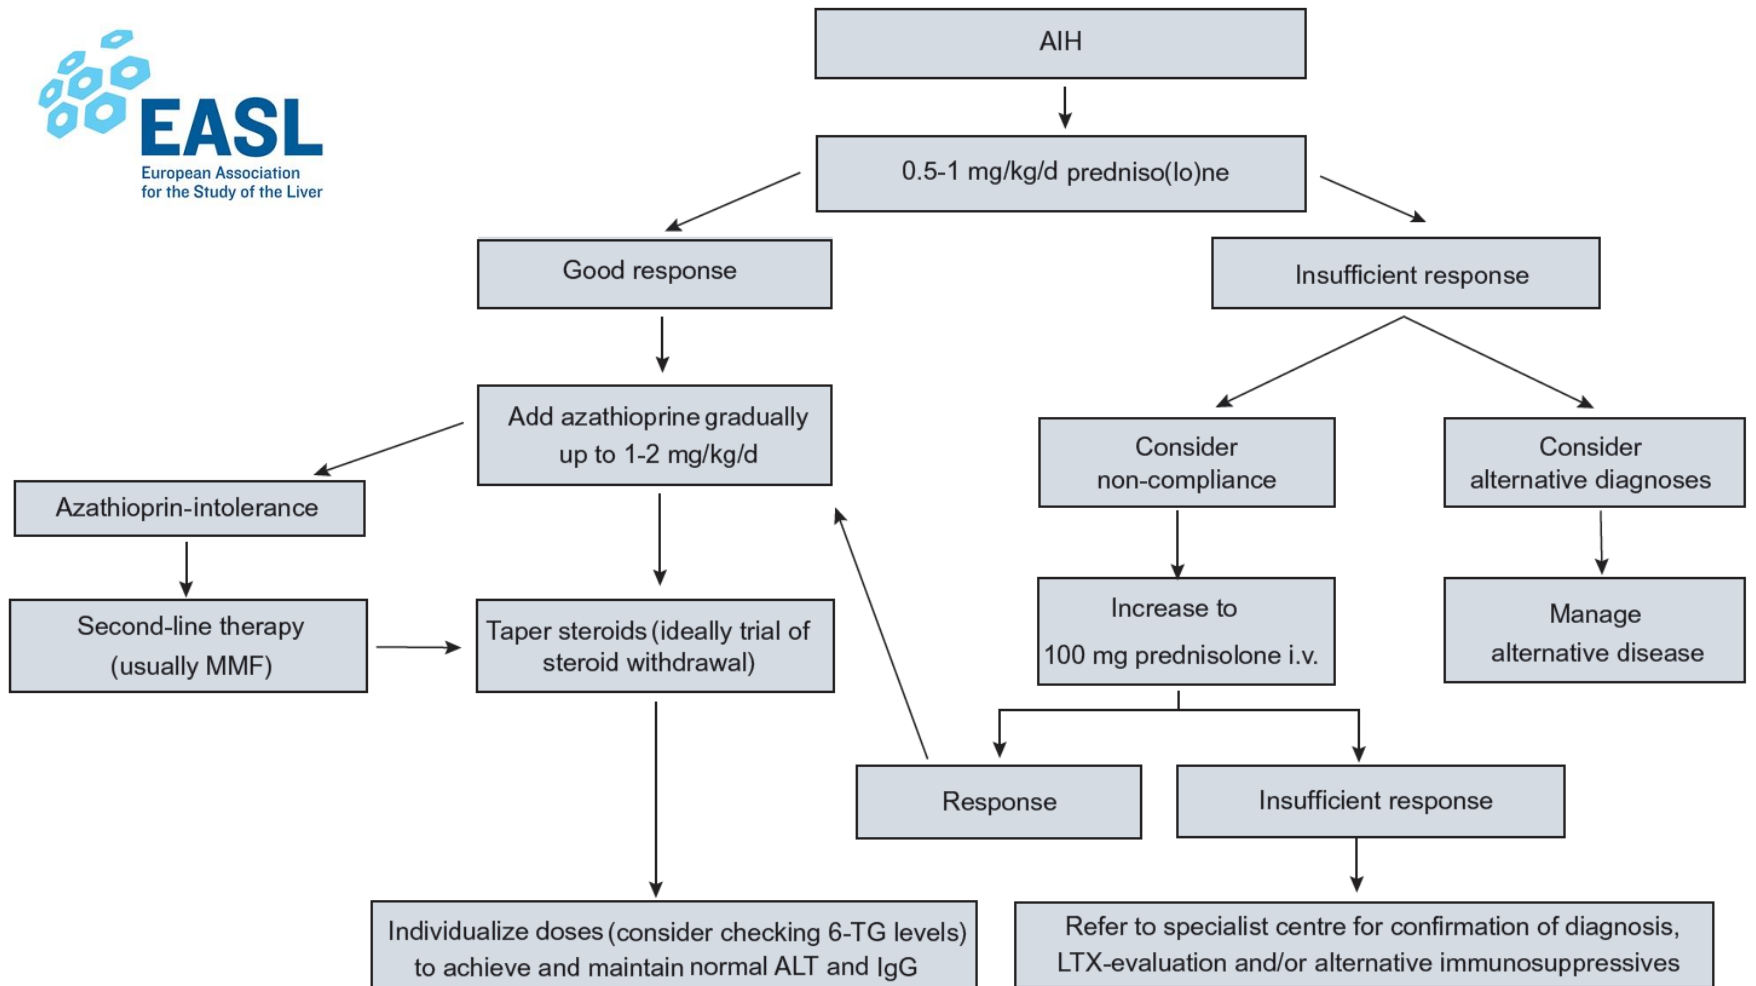 EASL
European Association
for the Study of the Liver
AIH
0.5-1 mg/kg/d predniso(lo)ne
Good response
Insufficient response
Add azathioprine gradually
up to 1-2 mg/kg/d
Consider
non-compliance
Consider
alternative diagnoses
Azathioprin-intolerance
Second-line therapy
(usually MMF)
Taper steroids (ideally trial of
steroid withdrawal)
Increase to
100 mg prednisolone i.v.
Manage
alternative disease
Response
Insufficient response
Individualize doses (consider checking 6-TG levels)
to achieve and maintain normal ALT and IgG
Refer to specialist centre for confirmation of diagnosis,
LTX-evaluation and/or alternative immunosuppressives